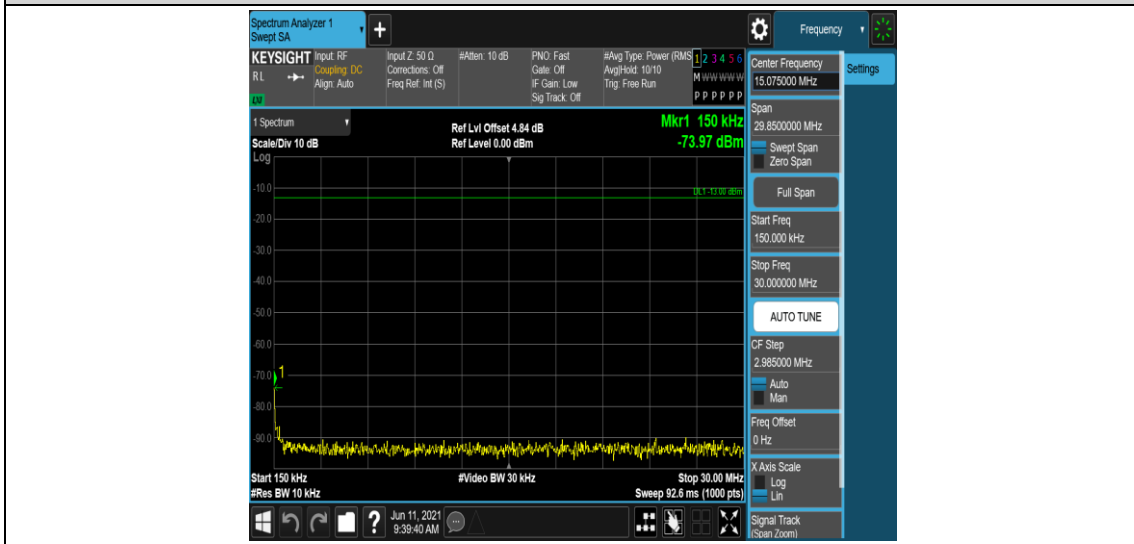 Spectrum Analyzer 1
Swept SA
Frequency
KEYSIGHT
RL
Input: RF
Coupling: DC
Align: Auto
Input Z: 50 Ω
Corrections: Off
Freq Ref: Int (S)
#Atten: 10 dB
PNO: Fast
Gate: Off
IF Gain: Low
Sig Track: Off
#Avg Type: Power (RMS
Avg|Hold: 10/10
Trig: Free Run
1 2 3 4 5 6
M W W W W W
P P P P P P
1 Spectrum
Scale/Div 10 dB
Log
Ref Lvl Offset 4.84 dB
Ref Level 0.00 dBm
Mkr1 150 kHz
-73.97 dBm
DL1 -13.00 dBm
-10.0
-20.0
-30.0
-40.0
-50.0
-60.0
-70.0
1
-80.0
-90.0
Start 150 kHz
#Res BW 10 kHz
#Video BW 30 kHz
Stop 30.00 MHz
Sweep 92.6 ms (1000 pts)
Jun 11, 2021
9:39:40 AM
Center Frequency
15.075000 MHz
Settings
Span
29.8500000 MHz
Swept Span
Zero Span
Full Span
Start Freq
150.000 kHz
Stop Freq
30.000000 MHz
AUTO TUNE
CF Step
2.985000 MHz
Auto
Man
Freq Offset
0 Hz
X Axis Scale
Log
Lin
Signal Track
(Span Zoom)